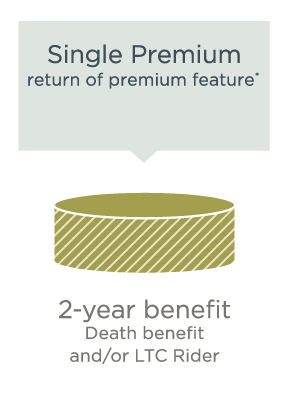 Single Premium
return of premium feature*
2-year benefit
Death benefit
and/or LTC Rider